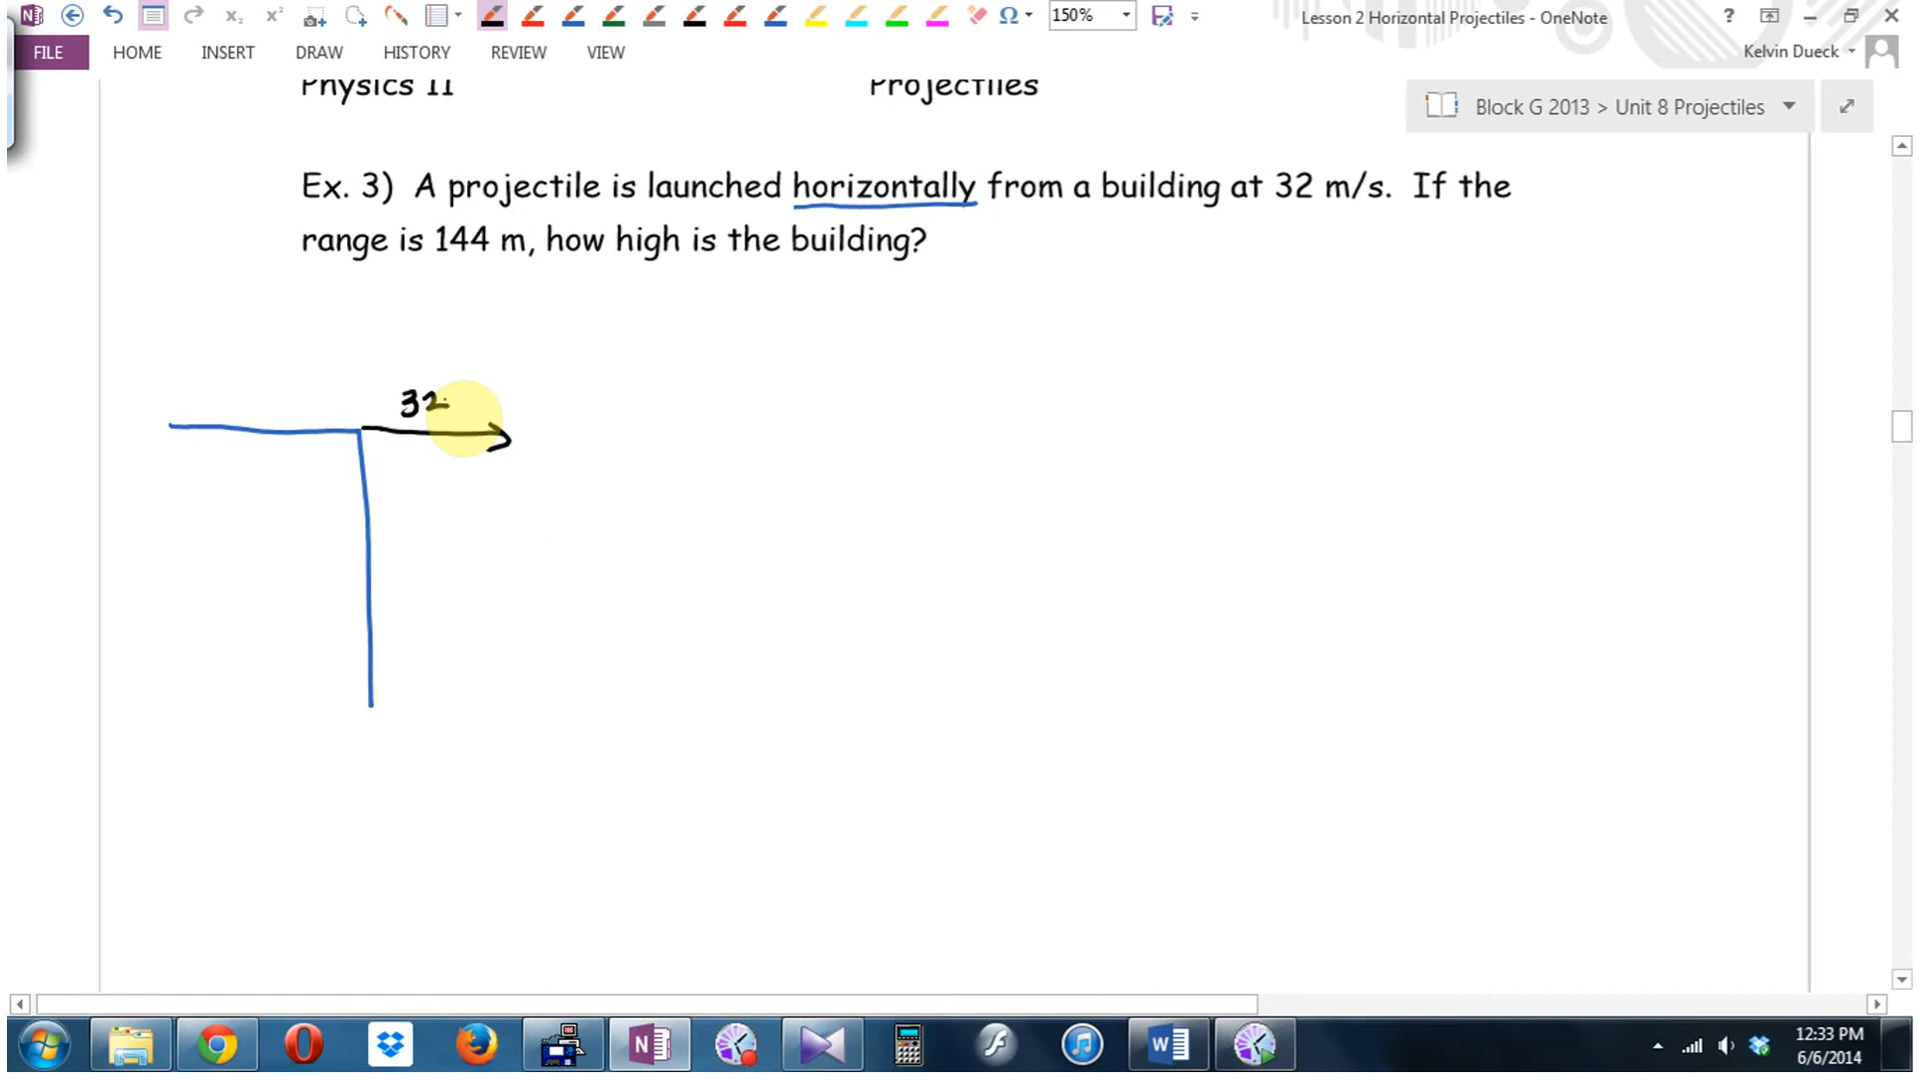 150%
Lesson 2 Horizontal Projectiles - OneNote
FILE HOME INSERT DRAW HISTORY REVIEW VIEW
Kelvin Dueck
Physics 11 Projectiles
Block G 2013 > Unit 8 Projectiles
Ex. 3) A projectile is launched horizontally from a building at 32 m/s. If the
range is 144 m, how high is the building?
32
12:33 PM
6/6/2014